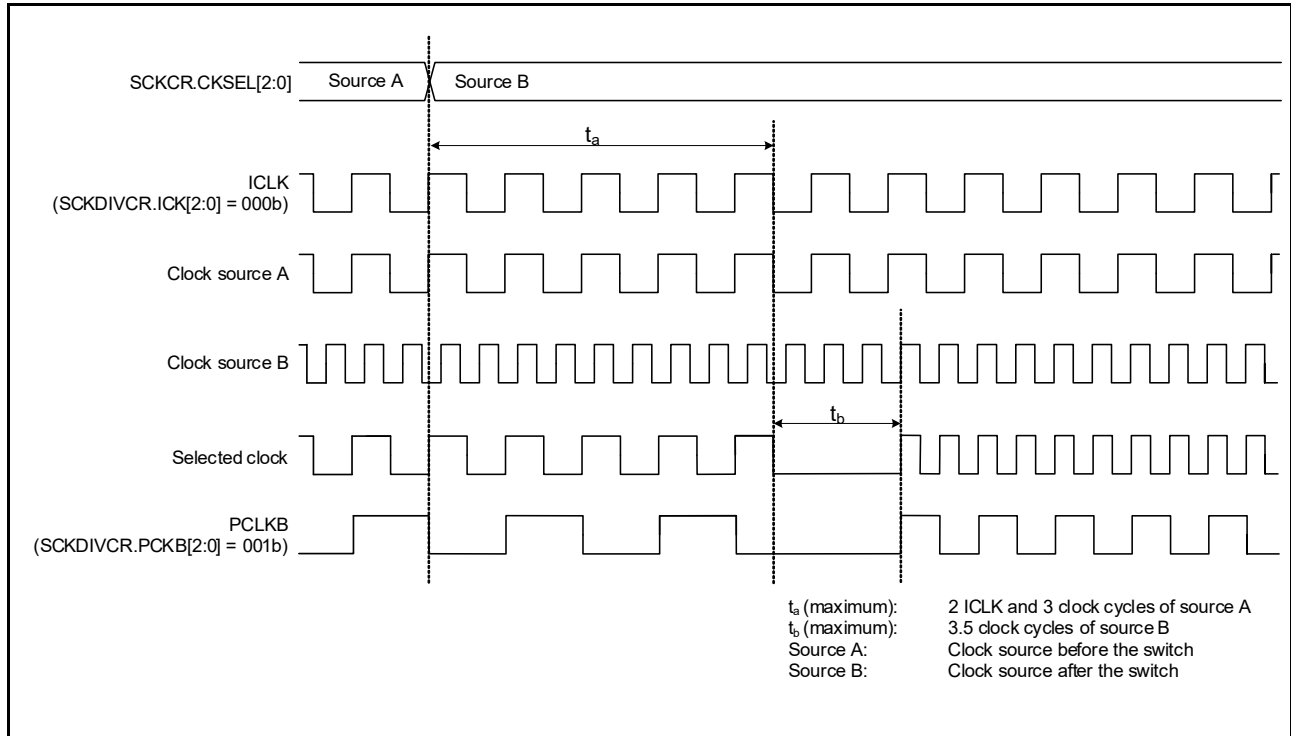 SCKCR.CKSEL[2:0] Source A Source B
ta
ICLK
(SCKDIVCR.ICK[2:0] = 000b)
Clock source A
Clock source B
tb
Selected clock
PCLKB
(SCKDIVCR.PCKB[2:0] = 001b)
ta (maximum): 2 ICLK and 3 clock cycles of source A
tb (maximum): 3.5 clock cycles of source B
Source A: Clock source before the switch
Source B: Clock source after the switch